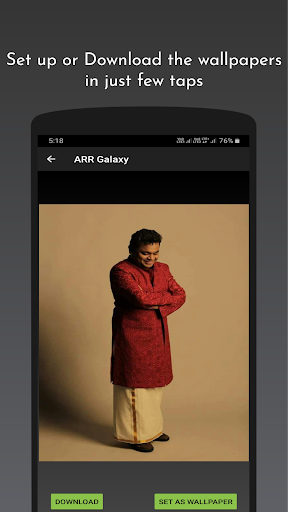 Set up or Download the wallpapers
in just few taps
5:18
76%
ARR Galaxy
DOWNLOAD
SET AS WALLPAPER